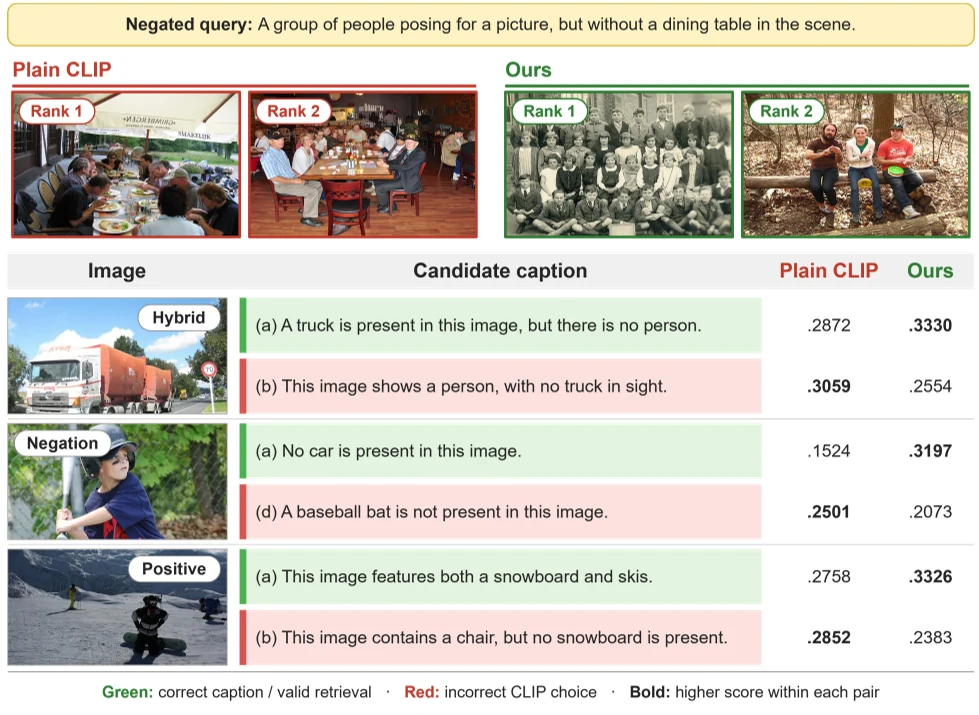 Negated query: A group of people posing for a picture, but without a dining table in the scene.
Plain CLIP
Ours
Rank 1
Rank 2
Rank 1
Rank 2
SMAKELIJK
Image
Candidate caption
Plain CLIP
Ours
Hybrid
(a) A truck is present in this image, but there is no person.
.2872
.3330
70
(b) This image shows a person, with no truck in sight.
.3059
.2554
Negation
(a) No car is present in this image.
.1524
.3197
(d) A baseball bat is not present in this image.
.2501
.2073
Positive
(a) This image features both a snowboard and skis.
.2758
.3326
(b) This image contains a chair, but no snowboard is present.
.2852
.2383
Green: correct caption / valid retrieval · Red: incorrect CLIP choice · Bold: higher score within each pair